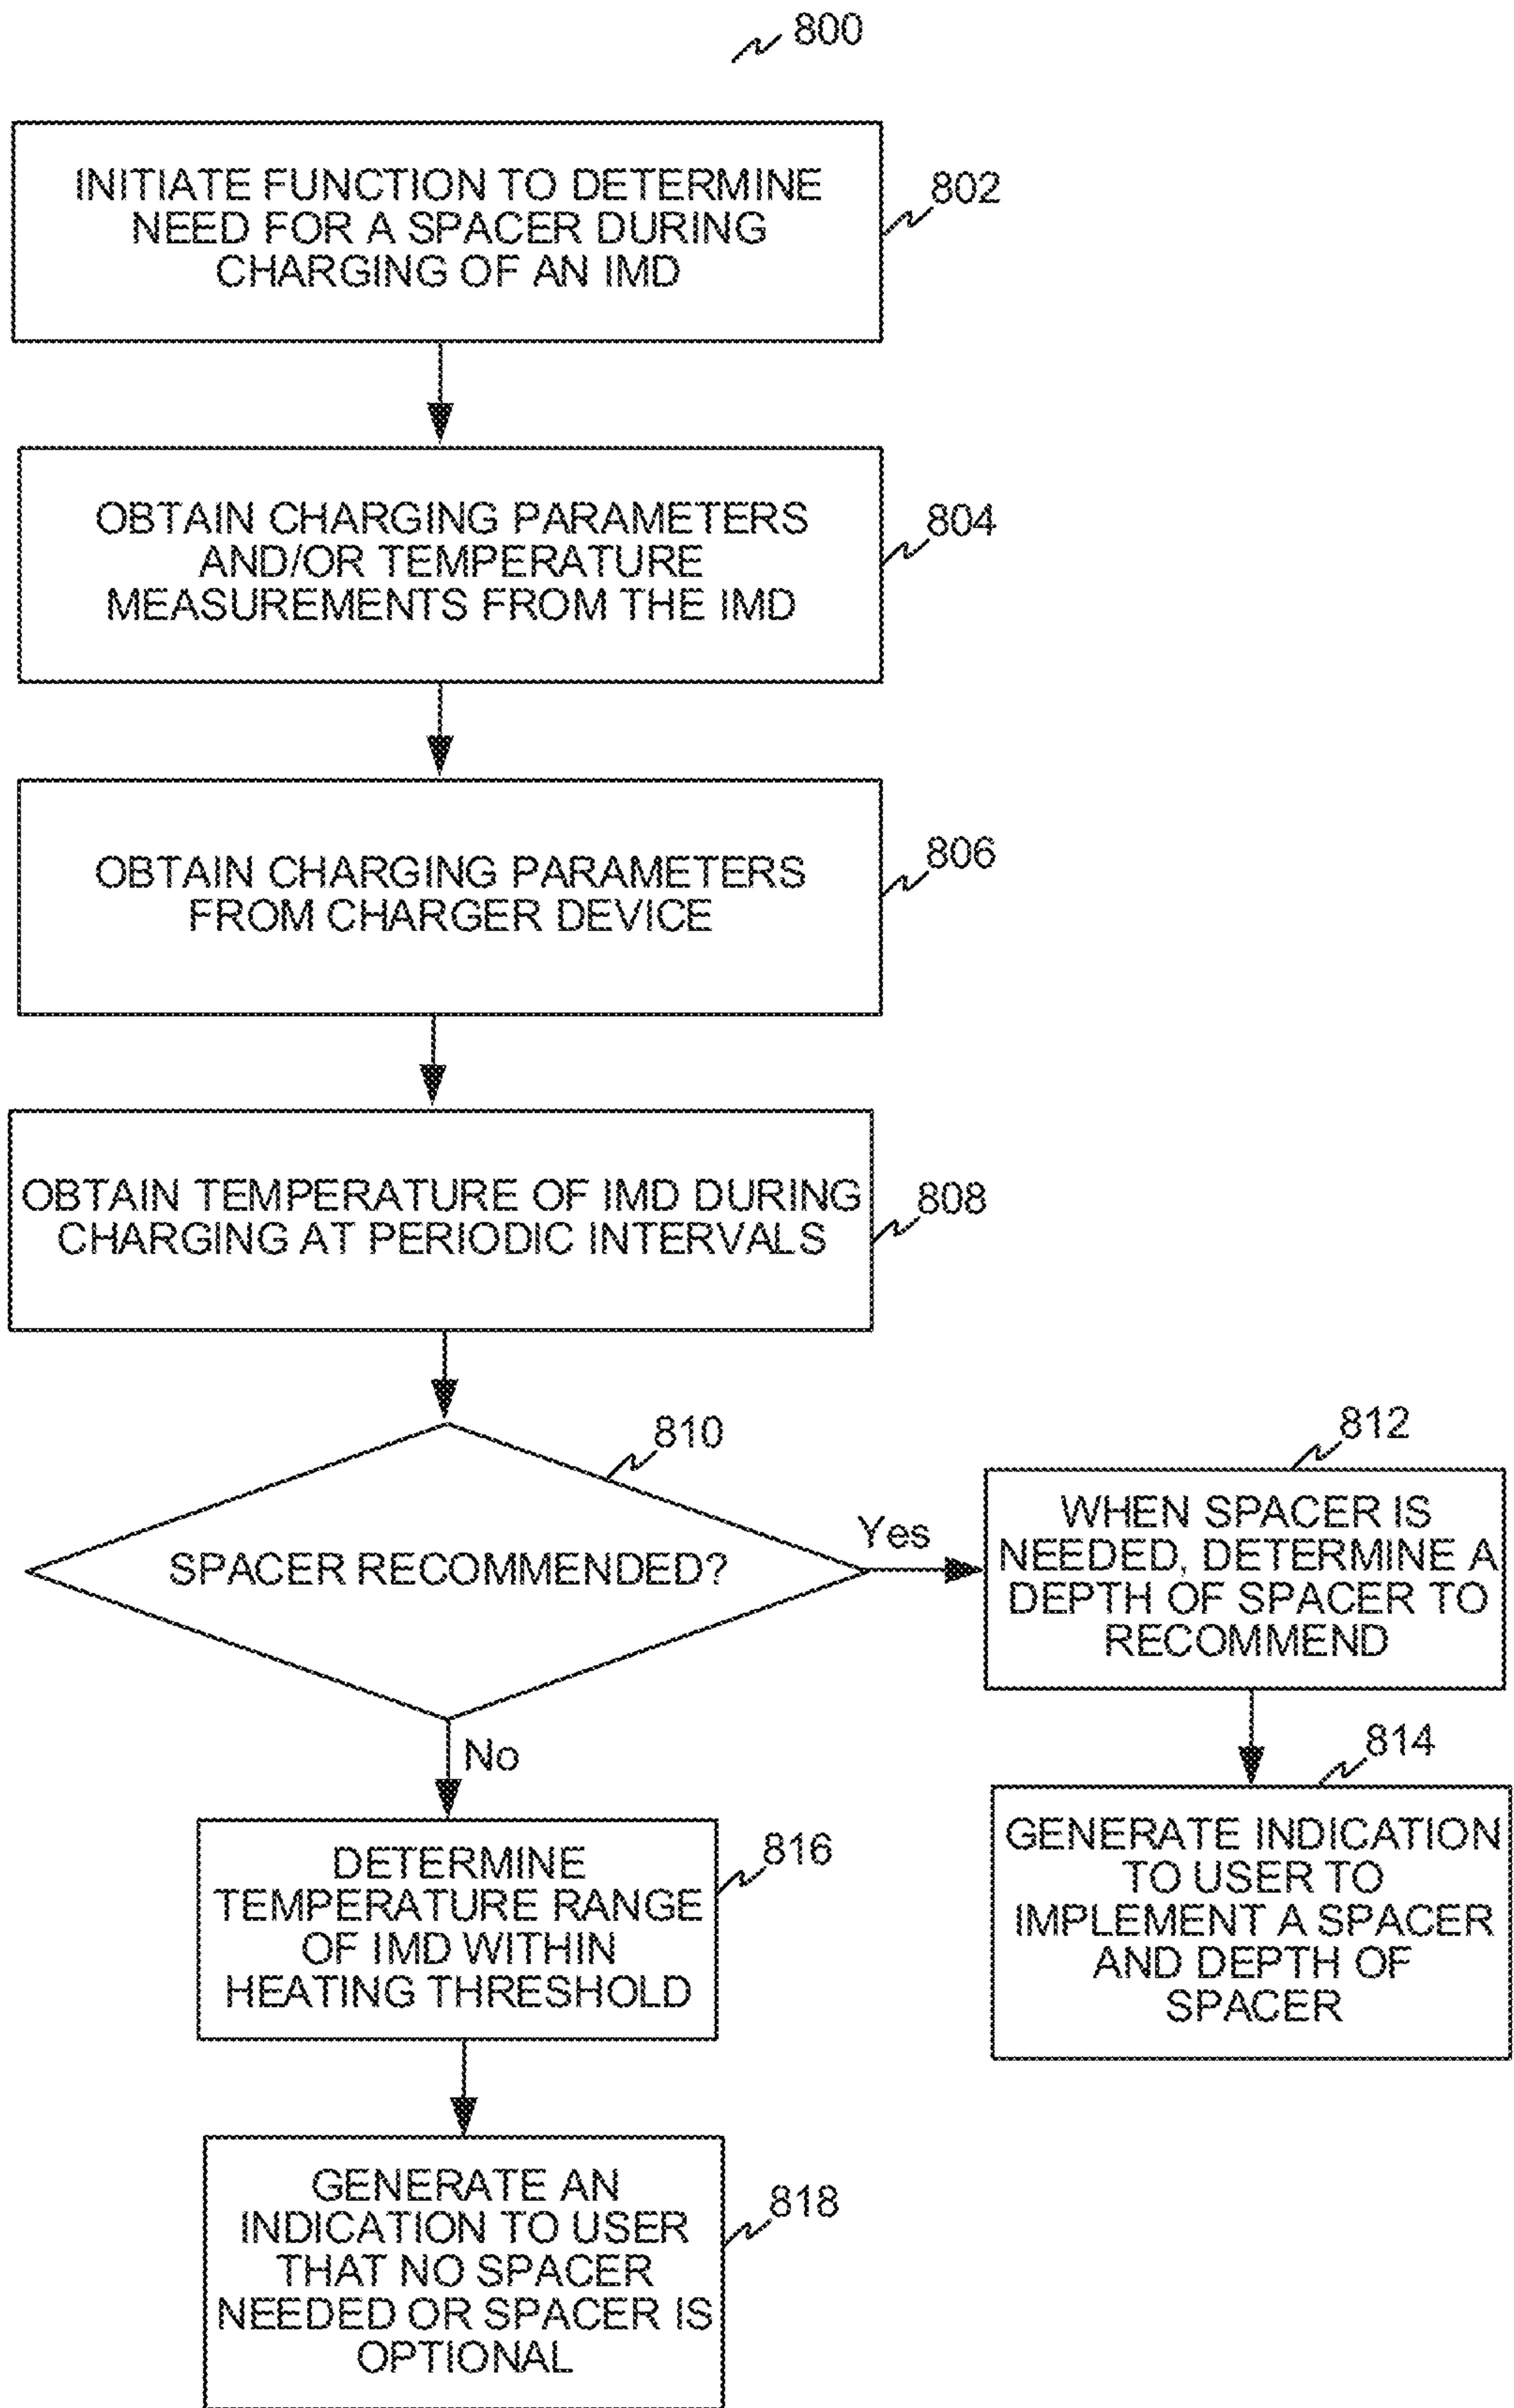 800
INITIATE FUNCTION TO DETERMINE
NEED FOR A SPACER DURING
CHARGING OF AN IMD
802
OBTAIN CHARGING PARAMETERS
AND/OR TEMPERATURE
MEASUREMENTS FROM THE IMD
804
OBTAIN CHARGING PARAMETERS
FROM CHARGER DEVICE
806
OBTAIN TEMPERATURE OF IMD DURING
CHARGING AT PERIODIC INTERVALS
808
810
SPACER RECOMMENDED?
Yes
812
WHEN SPACER IS
NEEDED, DETERMINE A
DEPTH OF SPACER TO
RECOMMEND
814
GENERATE INDICATION
TO USER TO
IMPLEMENT A SPACER
AND DEPTH OF
SPACER
No
DETERMINE
TEMPERATURE RANGE
OF IMD WITHIN
HEATING THRESHOLD
816
GENERATE AN
INDICATION TO USER
THAT NO SPACER
NEEDED OR SPACER IS
OPTIONAL
818